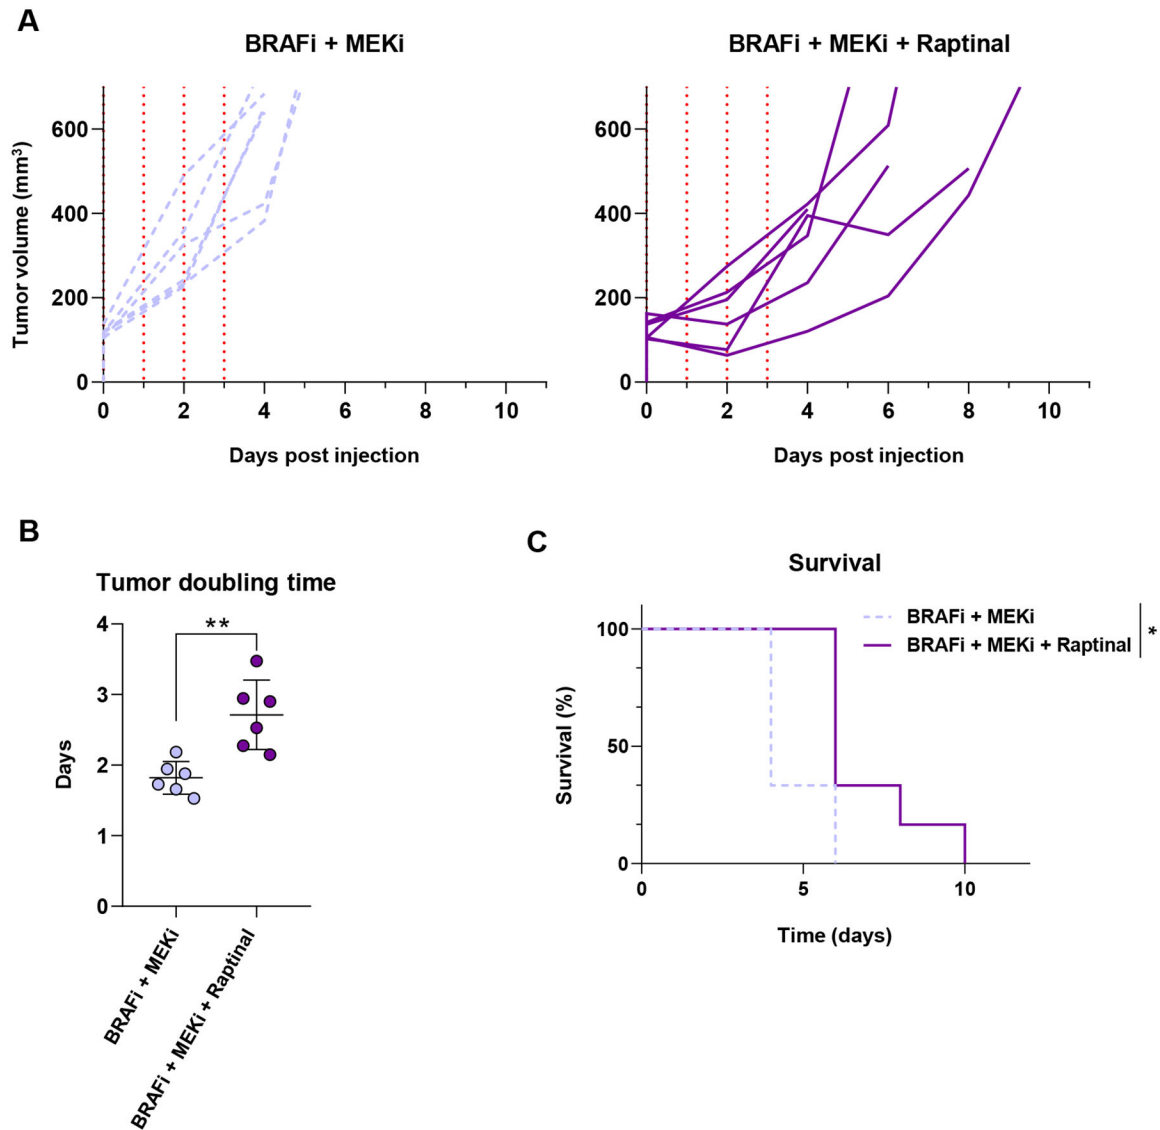 A
BRAFi + MEKi
BRAFi + MEKi + Raptinal
Tumor volume (mm³)
600
400
200
0
0 2 4 6 8 10
Days post injection
600
400
200
0
0 2 4 6 8 10
Days post injection
B
Tumor doubling time
**
Days
4
3
2
1
0
BRAFi + MEKi
BRAFi + MEKi + Raptinal
C
Survival
BRAFi + MEKi
BRAFi + MEKi + Raptinal
*
Survival (%)
100
50
0
0 5 10
Time (days)